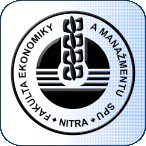 FAKULTA EKONOMIKY
A MANAŽMENTU SPU
• NITRA •